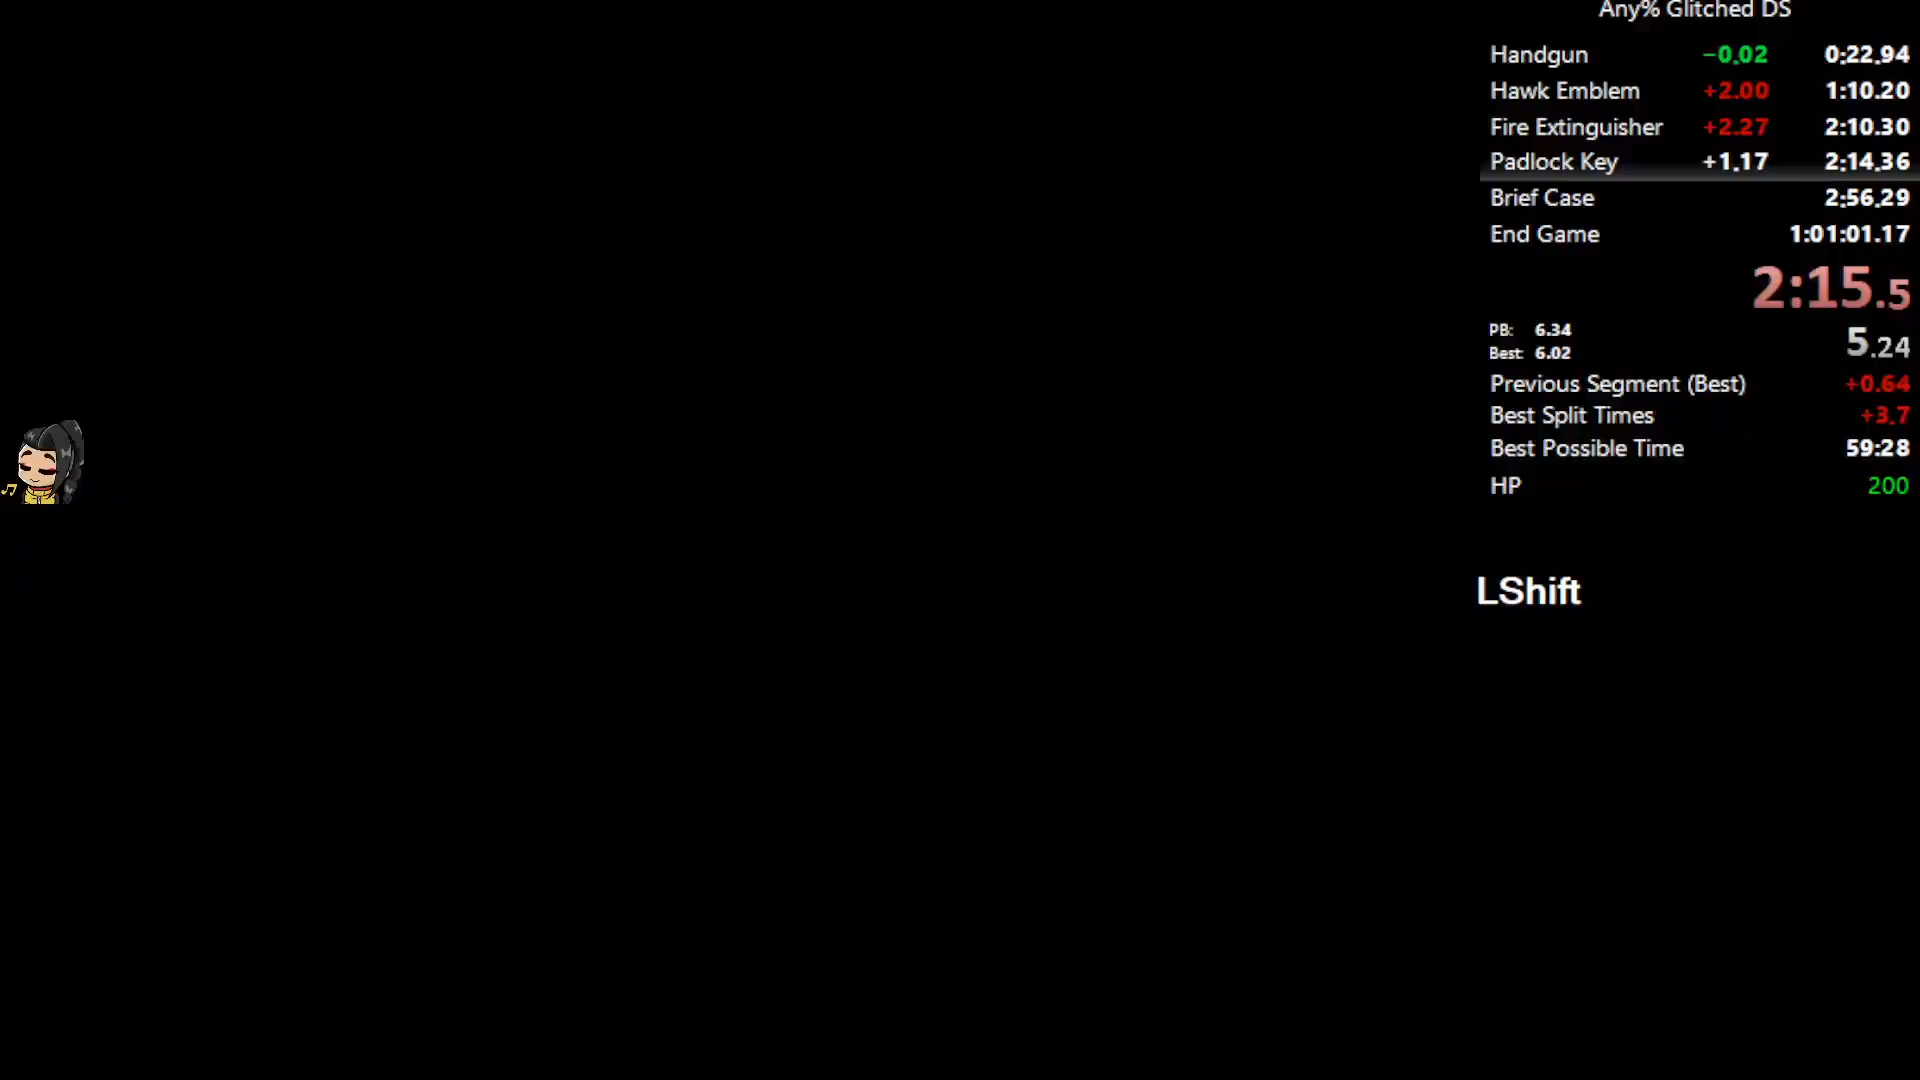 Any% Glitched DS
Handgun −0.02 0:22.94
Hawk Emblem +2.00 1:10.20
Fire Extinguisher +2.27 2:10.30
Padlock Key +1.17 2:14.36
Brief Case 2:56.29
End Game 1:01:01.17
2:15.5
PB: 6.34
5.24
Best: 6.02
Previous Segment (Best) +0.64
Best Split Times +3.7
Best Possible Time 59:28
HP 200
LShift